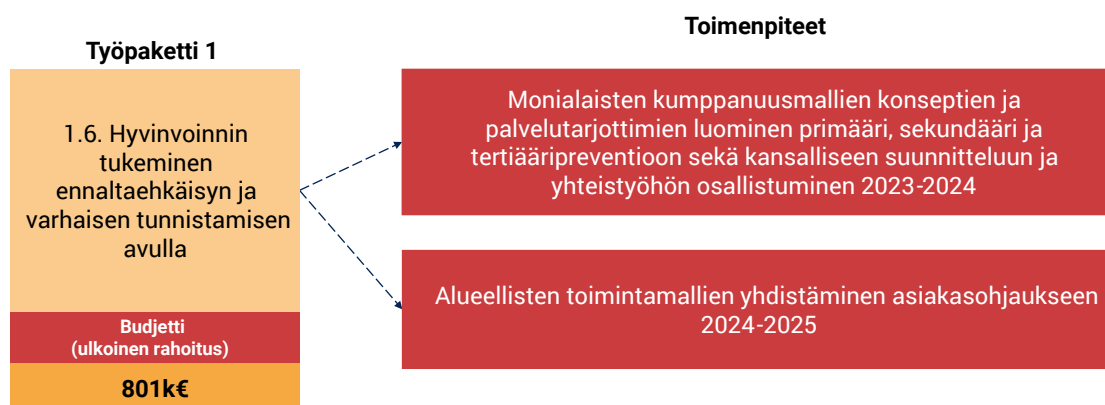 Työpaketti 1
1.6. Hyvinvoinnin
tukeminen
ennaltaehkäisyn ja
varhaisen tunnistamisen
avulla
Budjetti
(ulkoinen rahoitus)
801k€
Toimenpiteet
Monialaisten kumppanuusmallien konseptien ja
palvelutarjottimien luominen primääri, sekundääri ja
tertiääripreventioon sekä kansalliseen suunnitteluun ja
yhteistyöhön osallistuminen 2023-2024
Alueellisten toimintamallien yhdistäminen asiakasohjaukseen
2024-2025